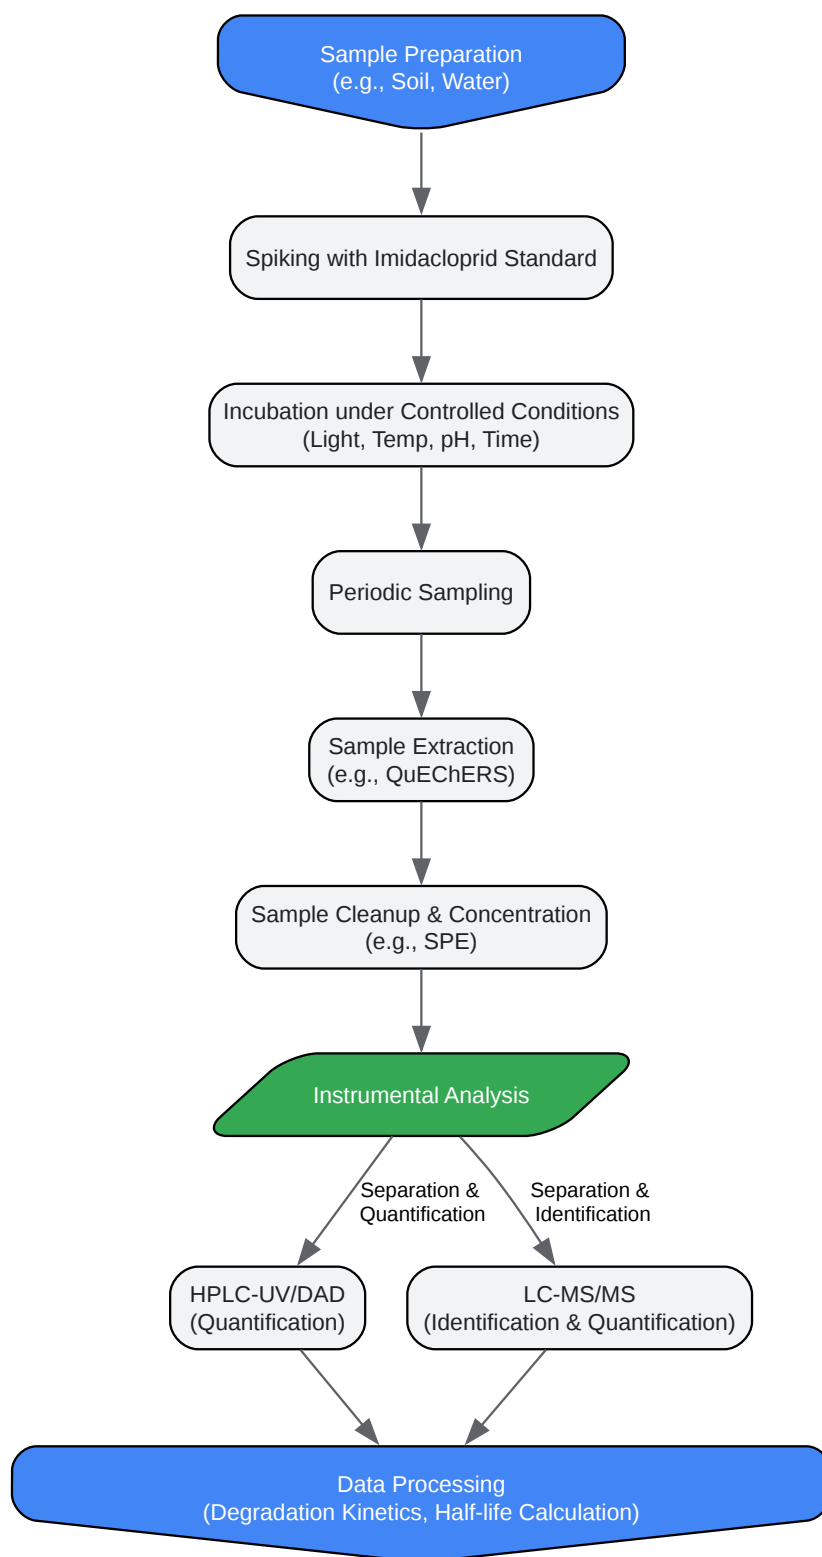 Sample Preparation
(e.g., Soil, Water)
Spiking with Imidacloprid Standard
Incubation under Controlled Conditions
(Light, Temp, pH, Time)
Periodic Sampling
Sample Extraction
(e.g., QuEChERS)
Sample Cleanup & Concentration
(e.g., SPE)
Instrumental Analysis
Separation &
Quantification
Separation &
Identification
HPLC-UV/DAD
(Quantification)
LC-MS/MS
(Identification & Quantification)
Data Processing
(Degradation Kinetics, Half-life Calculation)